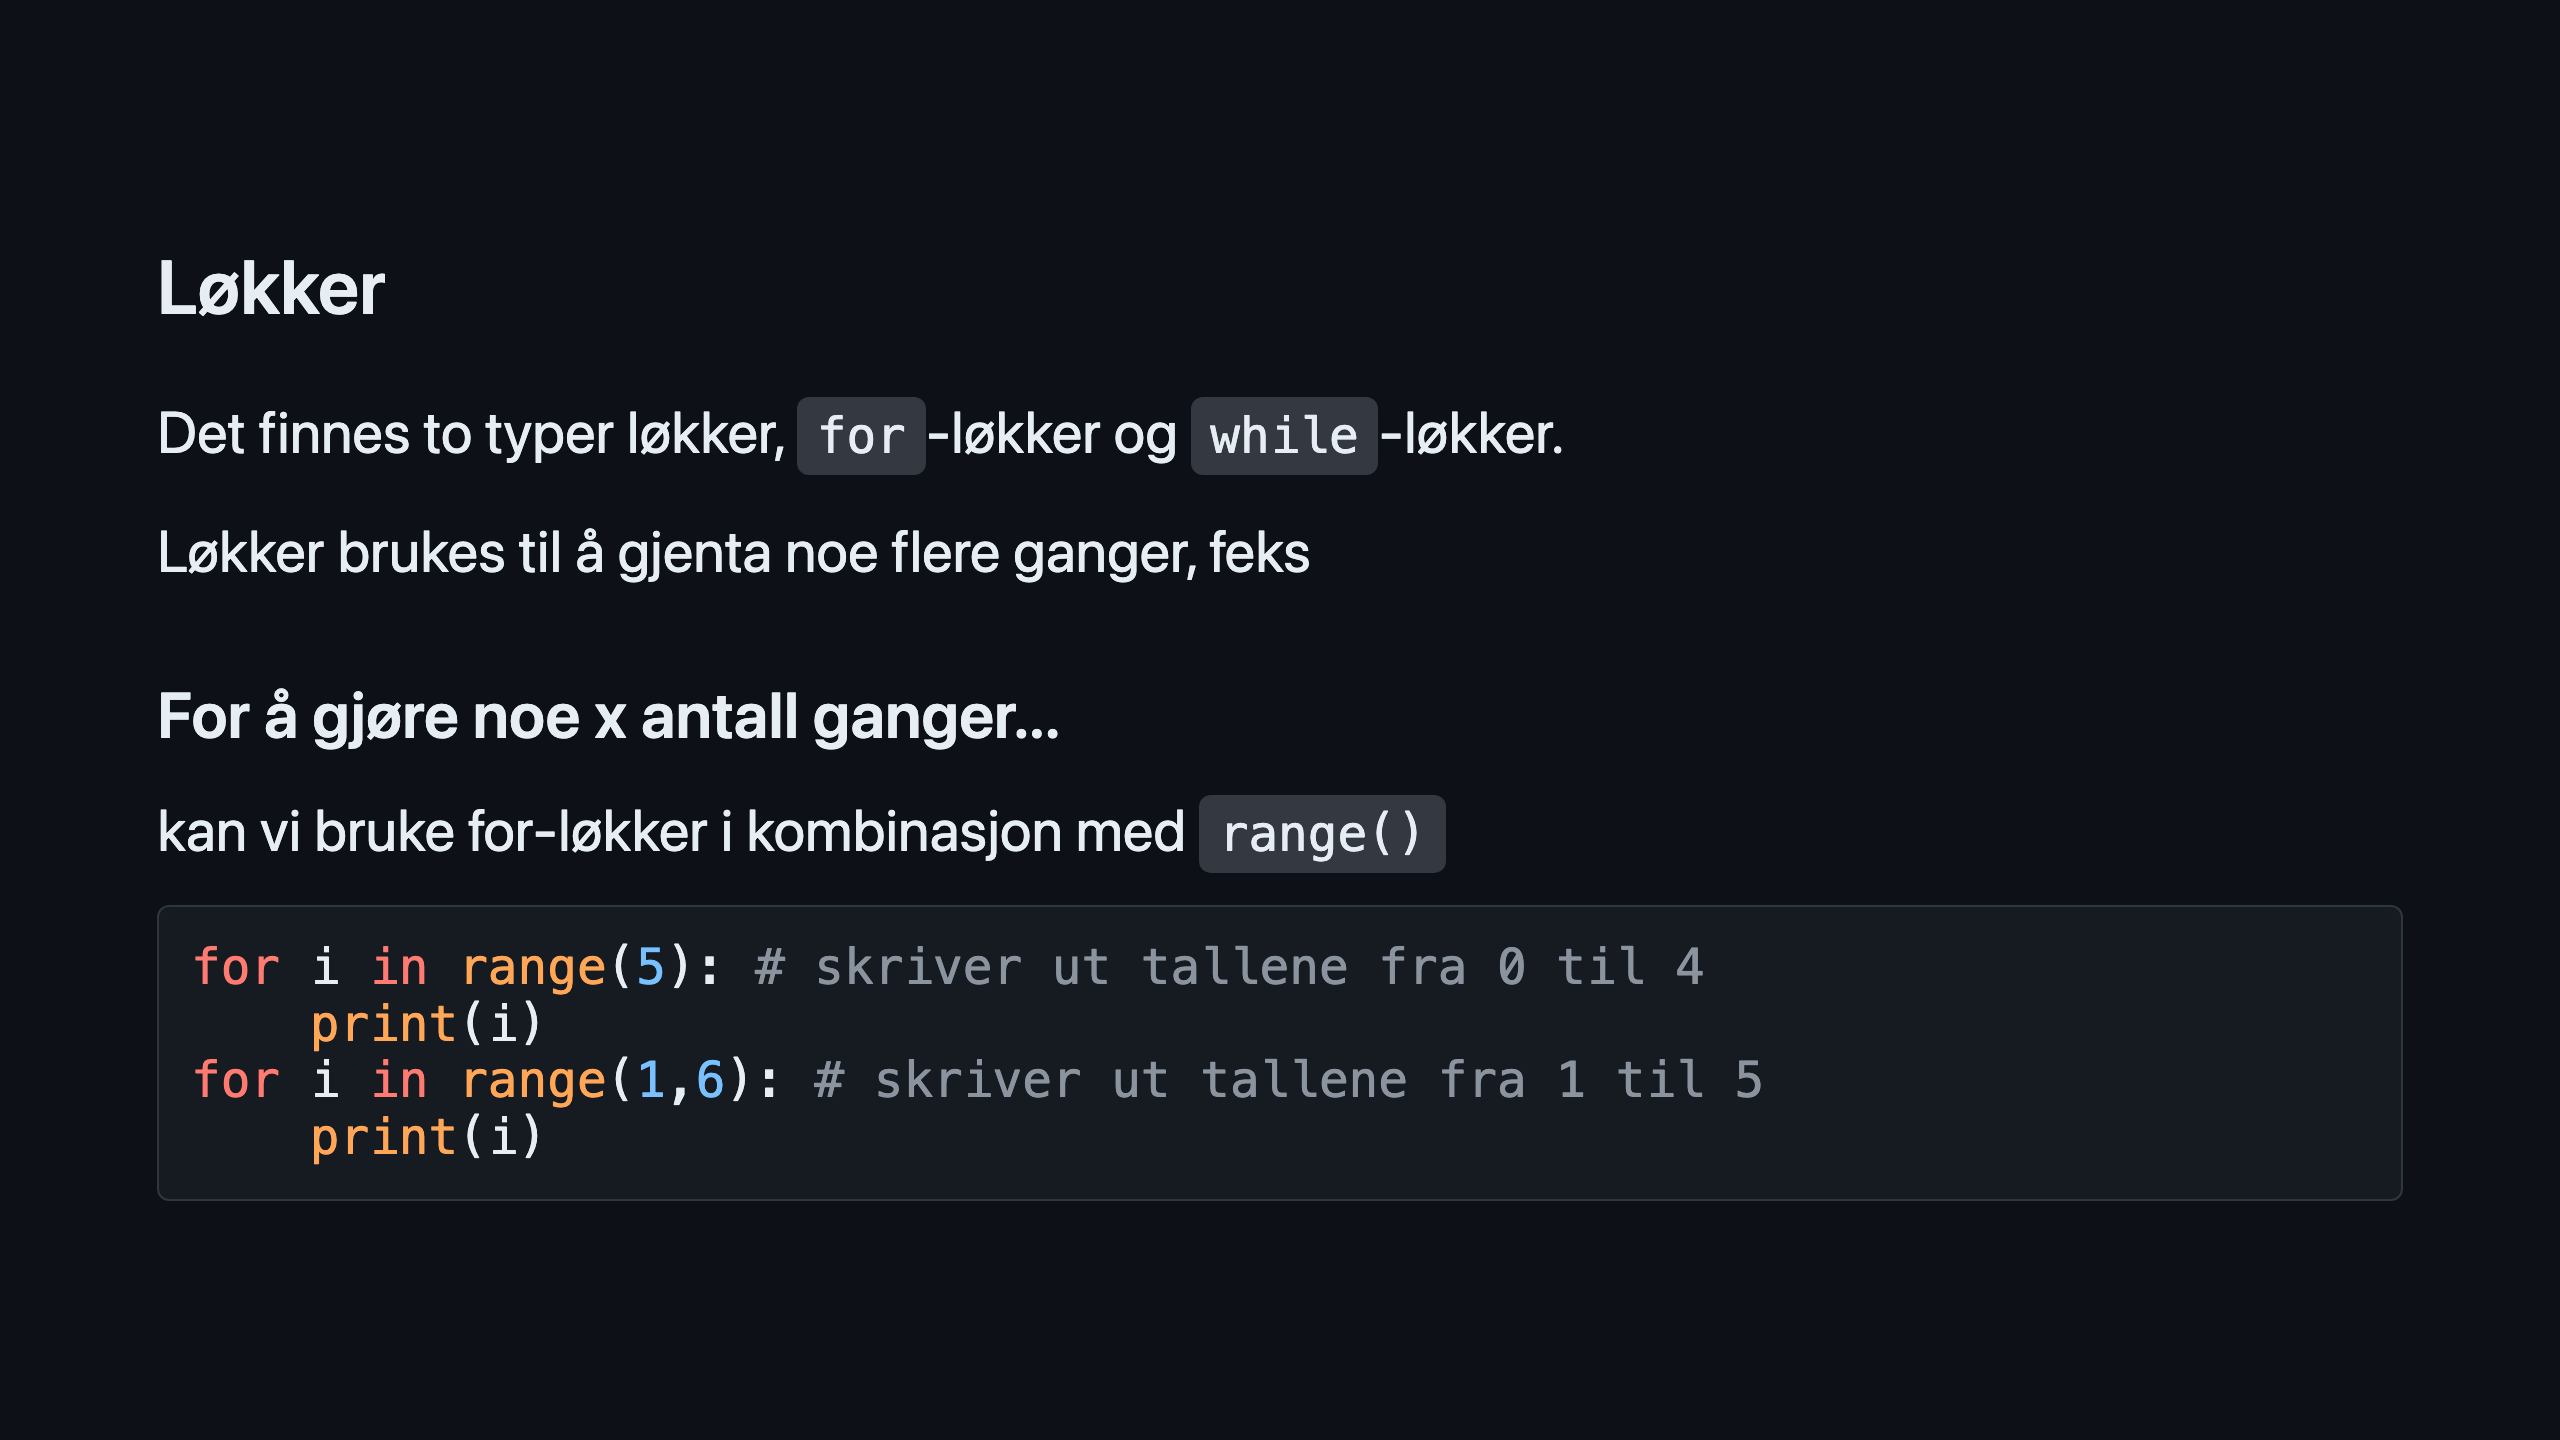 Løkker
Det finnes to typer løkker, for-løkker og while-løkker.
Løkker brukes til å gjenta noe flere ganger, feks
For å gjøre noe x antall ganger...
kan vi bruke for-løkker i kombinasjon med range()
for i in range(5): # skriver ut tallene fra 0 til 4
    print(i)
for i in range(1,6): # skriver ut tallene fra 1 til 5
    print(i)